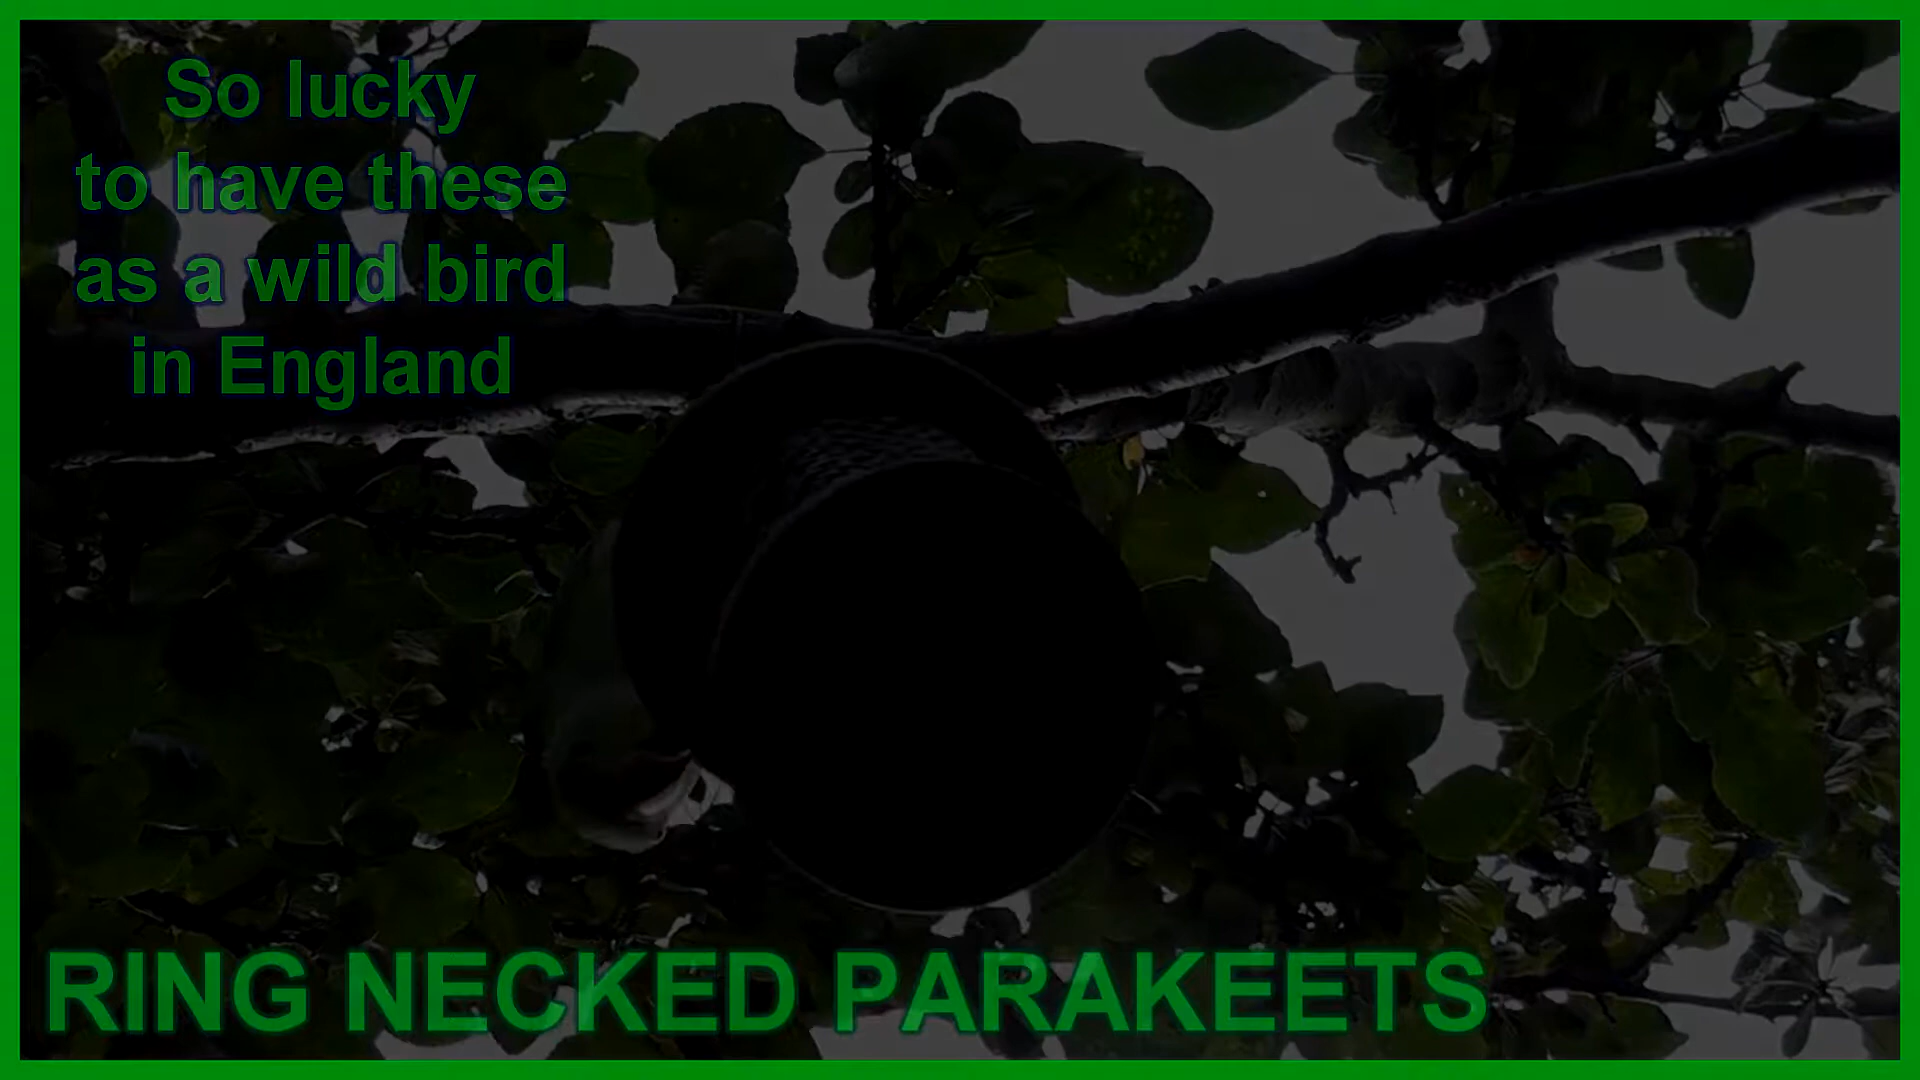 So lucky
to have these
as a wild bird
in England
RING NECKED PARAKEETS